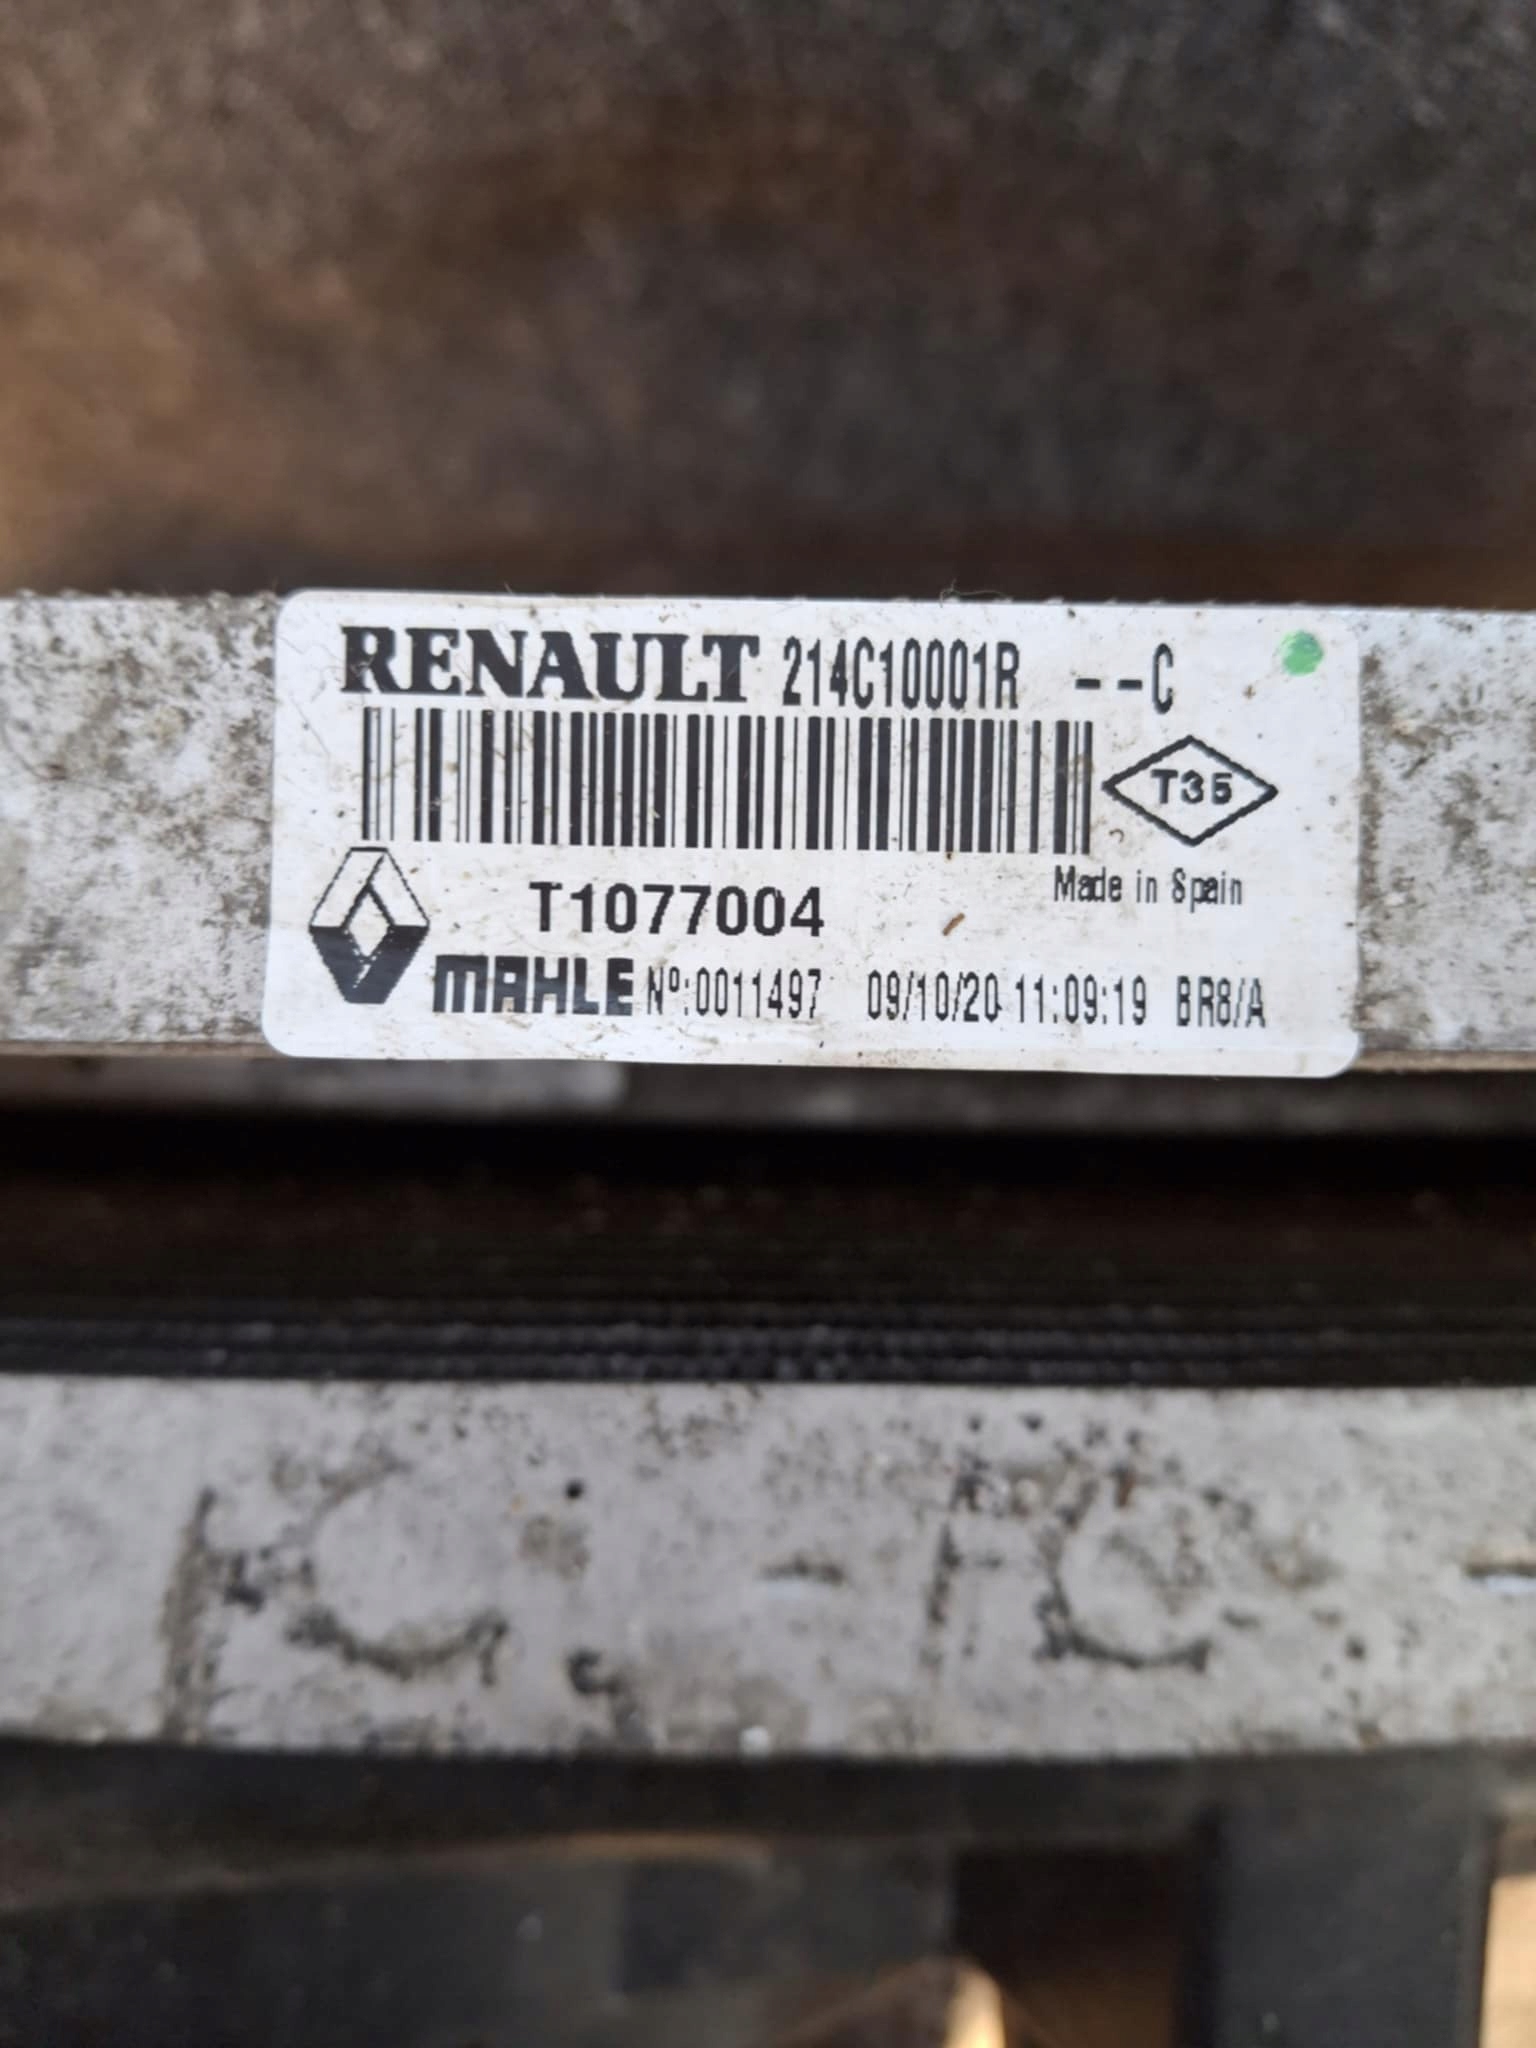 RENAULT 214C10001R --C
T35
Made in Spain
T1077004
MAHLE Nº:0011497 09/10/20 11:09:19 BR8/A